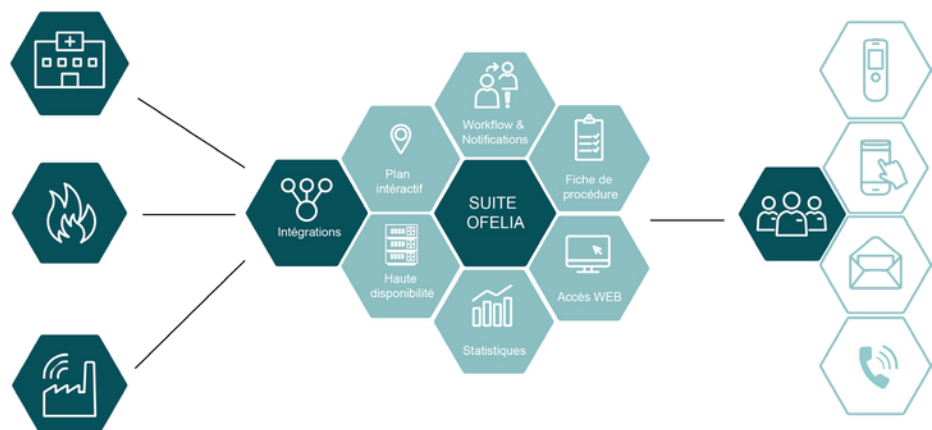 Workflow &
Notifications
Plan
intéractif
Fiche de
procédure
SUITE
OFELIA
Intégrations
Haute
disponibilité
Accès WEB
Statistiques